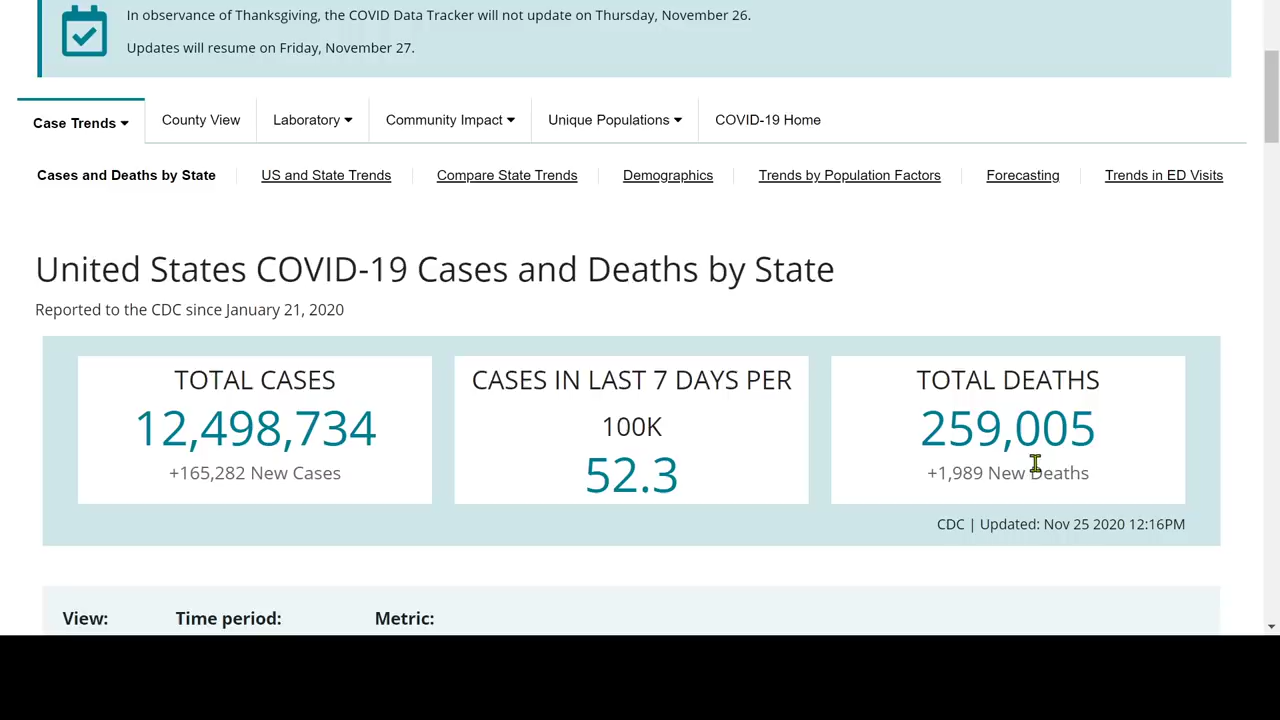 In observance of Thanksgiving, the COVID Data Tracker will not update on Thursday, November 26.
Updates will resume on Friday, November 27.
Case Trends County View Laboratory Community Impact Unique Populations COVID-19 Home
Cases and Deaths by State US and State Trends Compare State Trends Demographics Trends by Population Factors Forecasting Trends in ED Visits
United States COVID-19 Cases and Deaths by State
Reported to the CDC since January 21, 2020
TOTAL CASES
12,498,734
+165,282 New Cases
CASES IN LAST 7 DAYS PER
100K
52.3
TOTAL DEATHS
259,005
+1,989 New Deaths
CDC | Updated: Nov 25 2020 12:16PM
View: Time period: Metric: